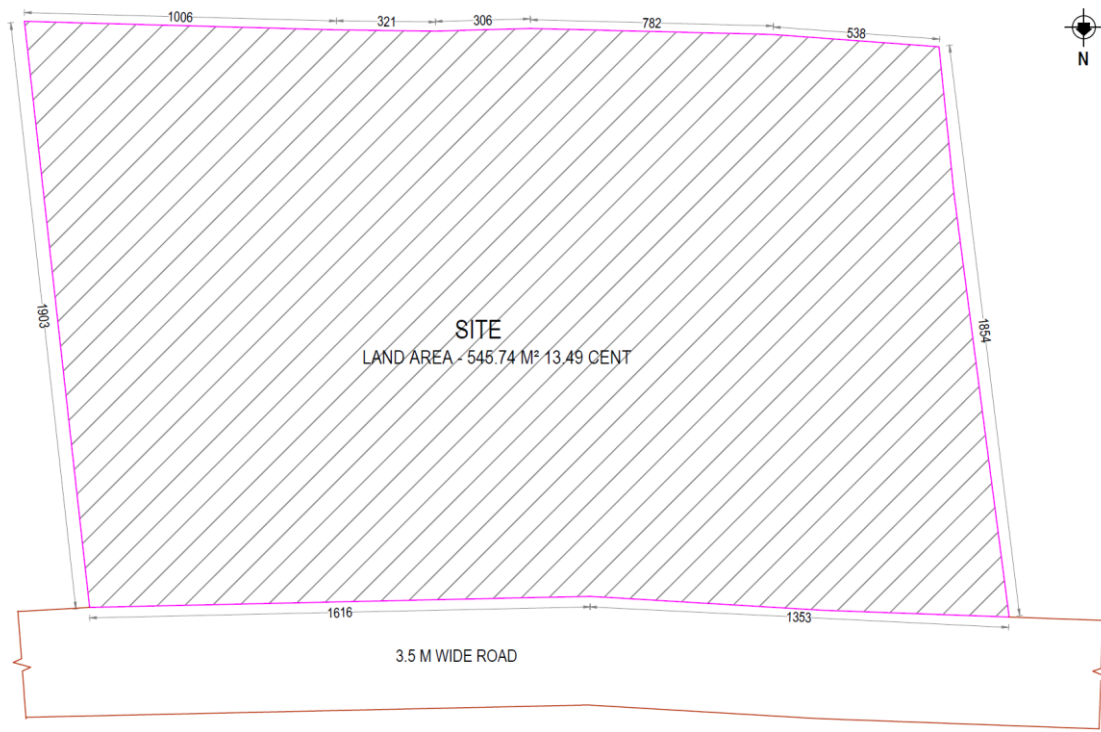 1006
321
306
782
538
N
1903
1854
SITE
LAND AREA - 545.74 M² 13.49 CENT
1616
1353
3.5 M WIDE ROAD